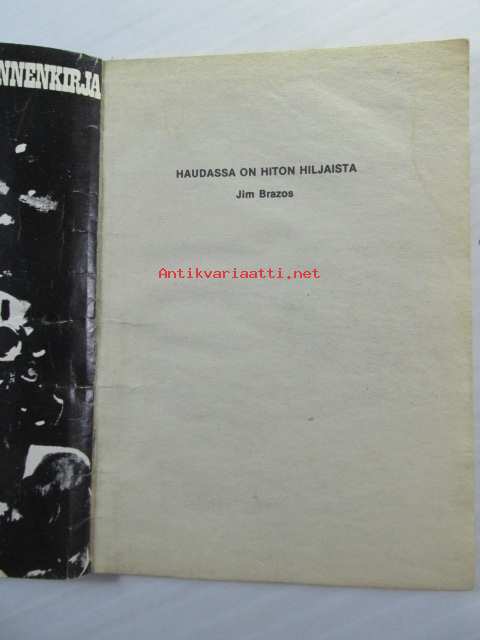 NNENKIRJA
HAUDASSA ON HITON HILJAISTA
Jim Brazos
Antikvariaatti.net